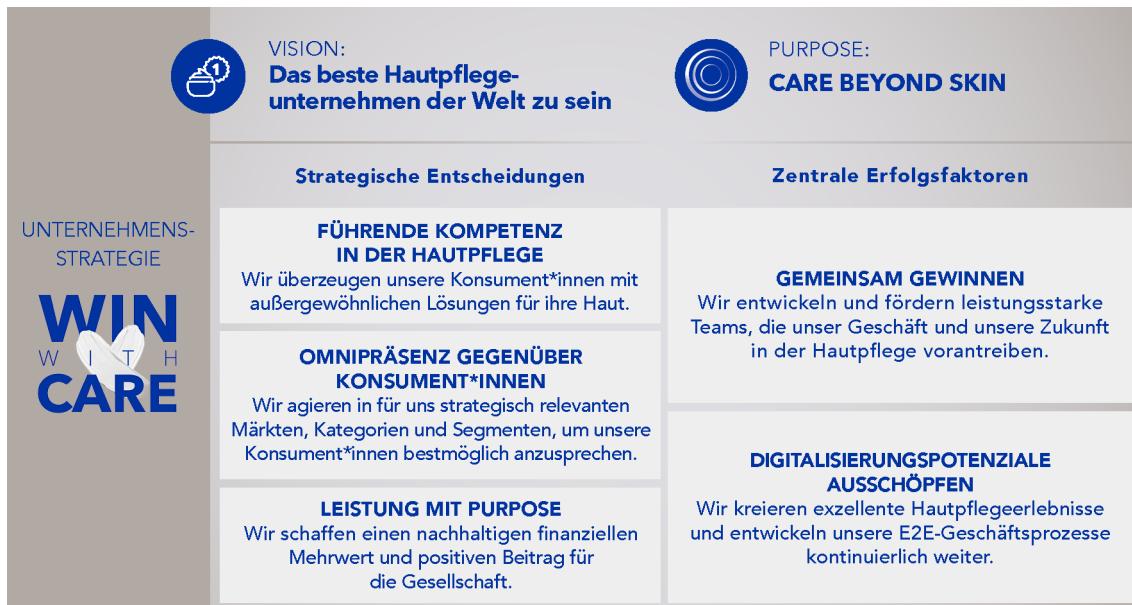 VISION:
Das beste Hautpflege-
unternehmen der Welt zu sein
1
PURPOSE:
CARE BEYOND SKIN
UNTERNEHMENS-
STRATEGIE
WIN
WITH
CARE
Strategische Entscheidungen
FÜHRENDE KOMPETENZ
IN DER HAUTPFLEGE
Wir überzeugen unsere Konsument*innen mit
außergewöhnlichen Lösungen für ihre Haut.
OMNIPRÄSENZ GEGENÜBER
KONSUMENT*INNEN
Wir agieren in für uns strategisch relevanten
Märkten, Kategorien und Segmenten, um unsere
Konsument*innen bestmöglich anzusprechen.
LEISTUNG MIT PURPOSE
Wir schaffen einen nachhaltigen finanziellen
Mehrwert und positiven Beitrag für
die Gesellschaft.
Zentrale Erfolgsfaktoren
GEMEINSAM GEWINNEN
Wir entwickeln und fördern leistungsstarke
Teams, die unser Geschäft und unsere Zukunft
in der Hautpflege vorantreiben.
DIGITALISIERUNGSPOTENZIALE
AUSSCHÖPFEN
Wir kreieren exzellente Hautpflegeerlebnisse
und entwickeln unsere E2E-Geschäftsprozesse
kontinuierlich weiter.